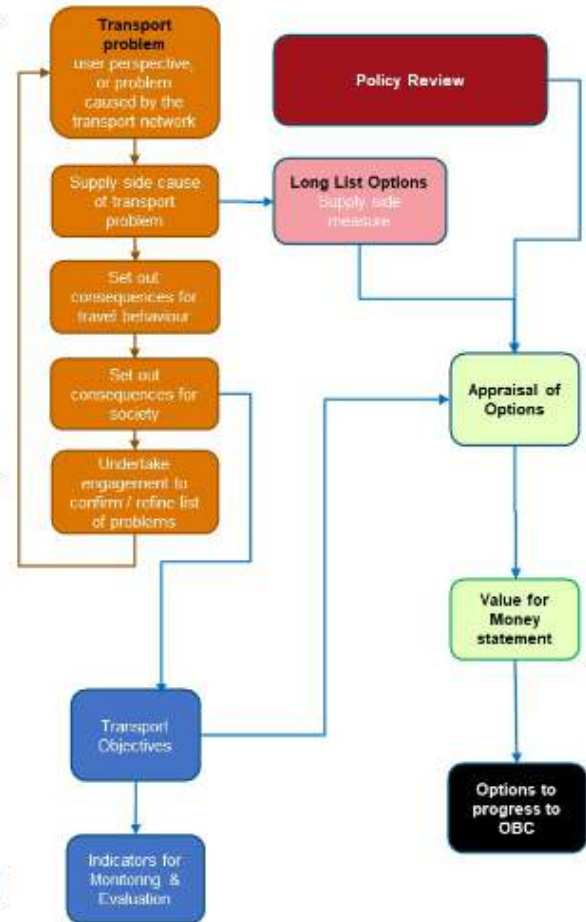 Transport
problem
user perspective,
or problem
caused by the
transport network
Policy Review
Supply side cause
of transport
problem
Long List Options
Supply side
measure
Set out
consequences for
travel behaviour
Set out
consequences for
society
Appraisal of
Options
Undertake
engagement to
confirm / refine list
of problems
Value for
Money
statement
Transport
Objectives
Options to
progress to
OBC
Indicators for
Monitoring &
Evaluation